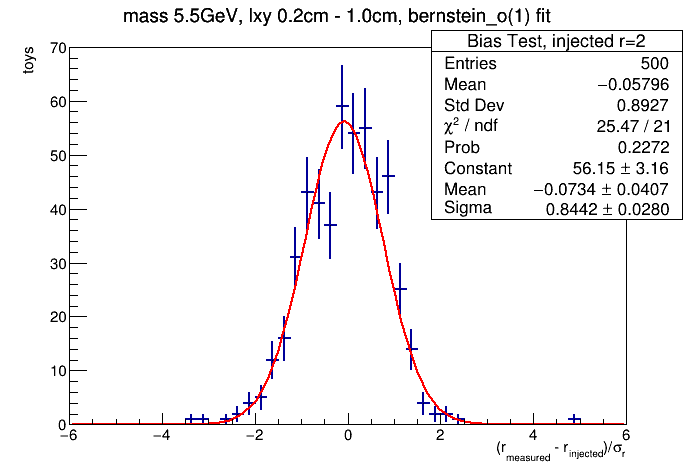 mass 5.5GeV, lxy 0.2cm - 1.0cm, bernstein_o(1) fit
toys
Bias Test, injected r=2
Entries 500
Mean −0.05796
Std Dev 0.8927
χ² / ndf 25.47 / 21
Prob 0.2272
Constant 56.15 ± 3.16
Mean −0.0734 ± 0.0407
Sigma 0.8442 ± 0.0280
70
60
50
40
30
20
10
0
−6 −4 −2 0 2 4 6
(r_measured - r_injected)/σ_r